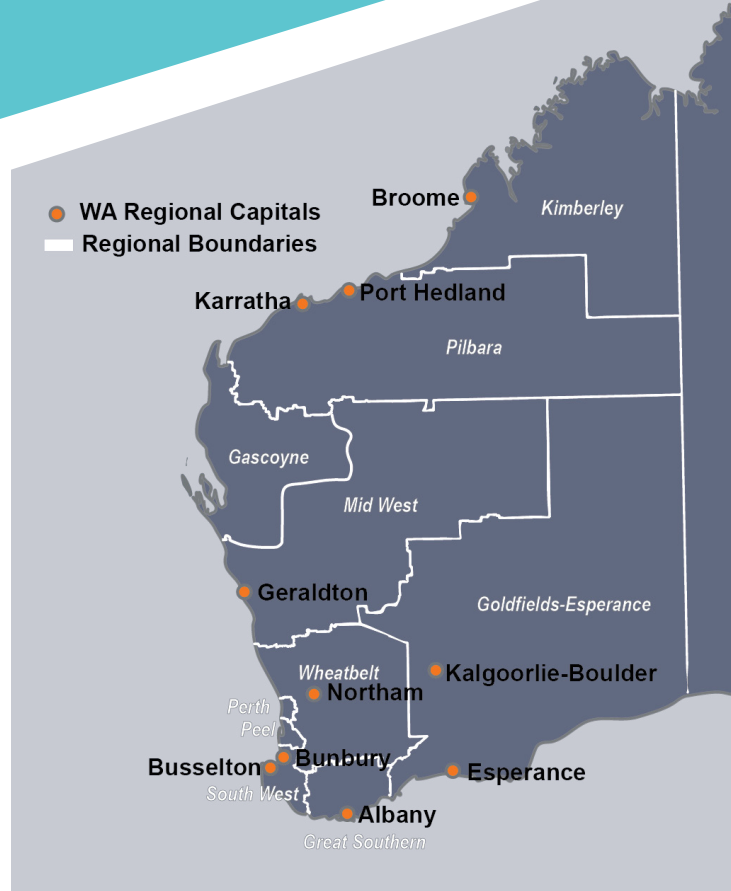 WA Regional Capitals
Regional Boundaries
Broome
Kimberley
Karratha
Port Hedland
Pilbara
Gascoyne
Mid West
Geraldton
Goldfields-Esperance
Wheatbelt
Kalgoorlie-Boulder
Northam
Perth
Peel
Bunbury
Busselton
Esperance
South West
Albany
Great Southern